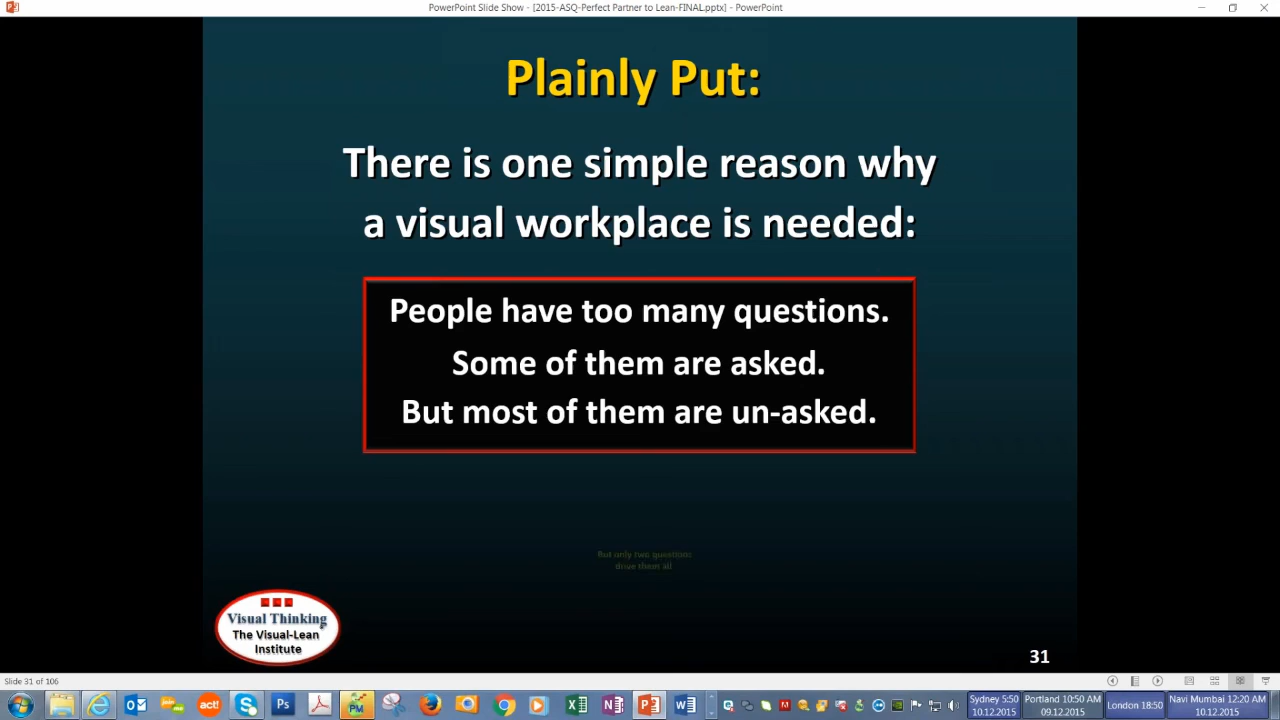 PowerPoint Slide Show - [2015-ASQ-Perfect Partner to Lean-FINAL.pptx] - PowerPoint
Plainly Put:
There is one simple reason why
a visual workplace is needed:
People have too many questions.
Some of them are asked.
But most of them are un-asked.
But only two questions
drive them all
Visual Thinking
The Visual-Lean
Institute
31
Slide 31 of 106
act!
Ps
PM
Sydney 5:50
10.12.2015
Portland 10:50 AM
09.12.2015
London 18:50
Navi Mumbai 12:20 AM
10.12.2015